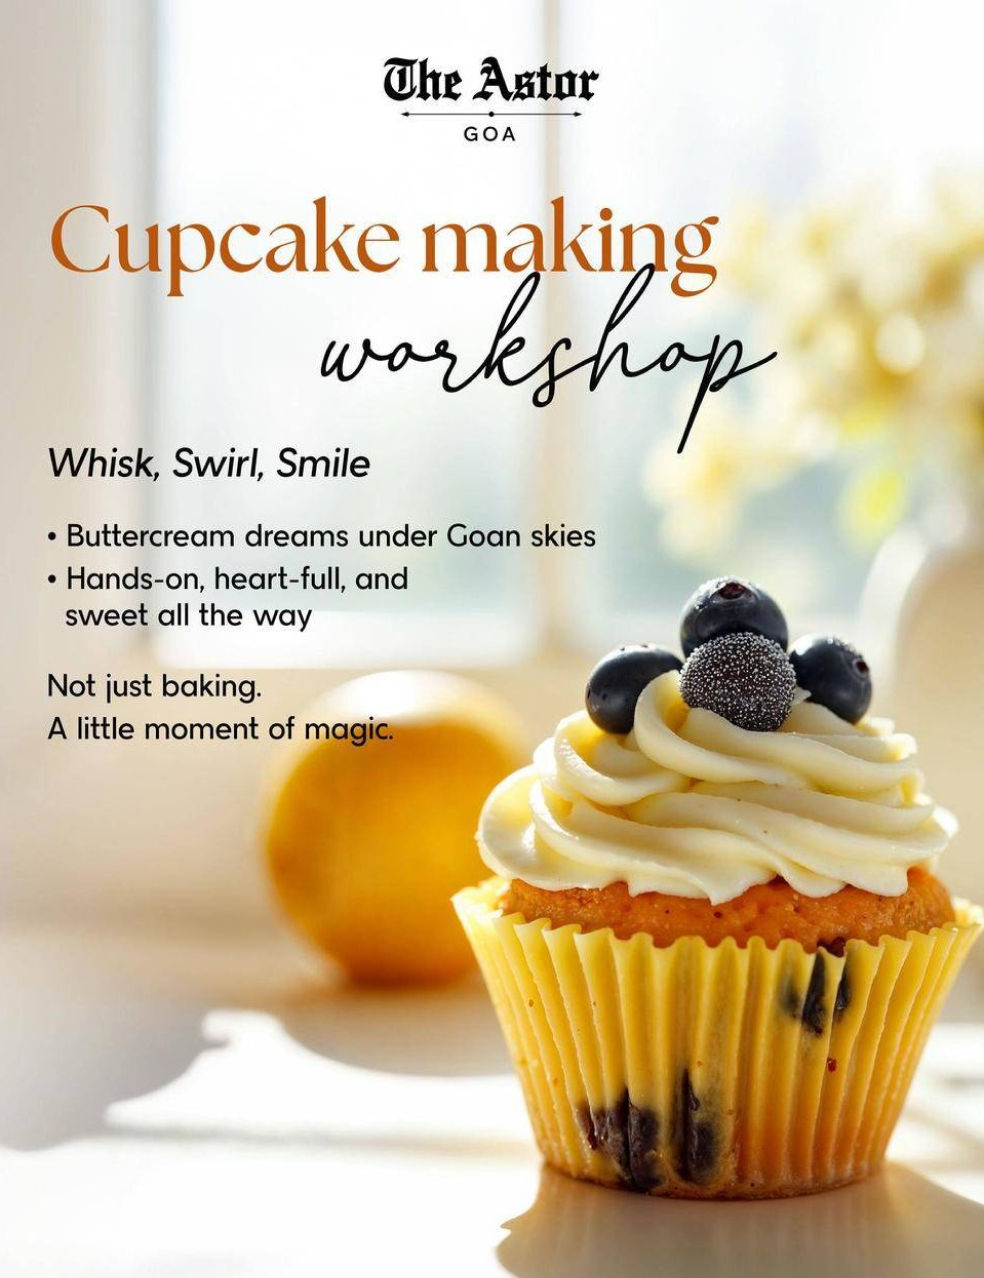 The Astor
GOA
Cupcake making
workshop
Whisk, Swirl, Smile
• Buttercream dreams under Goan skies
• Hands-on, heart-full, and
sweet all the way
Not just baking.
A little moment of magic.